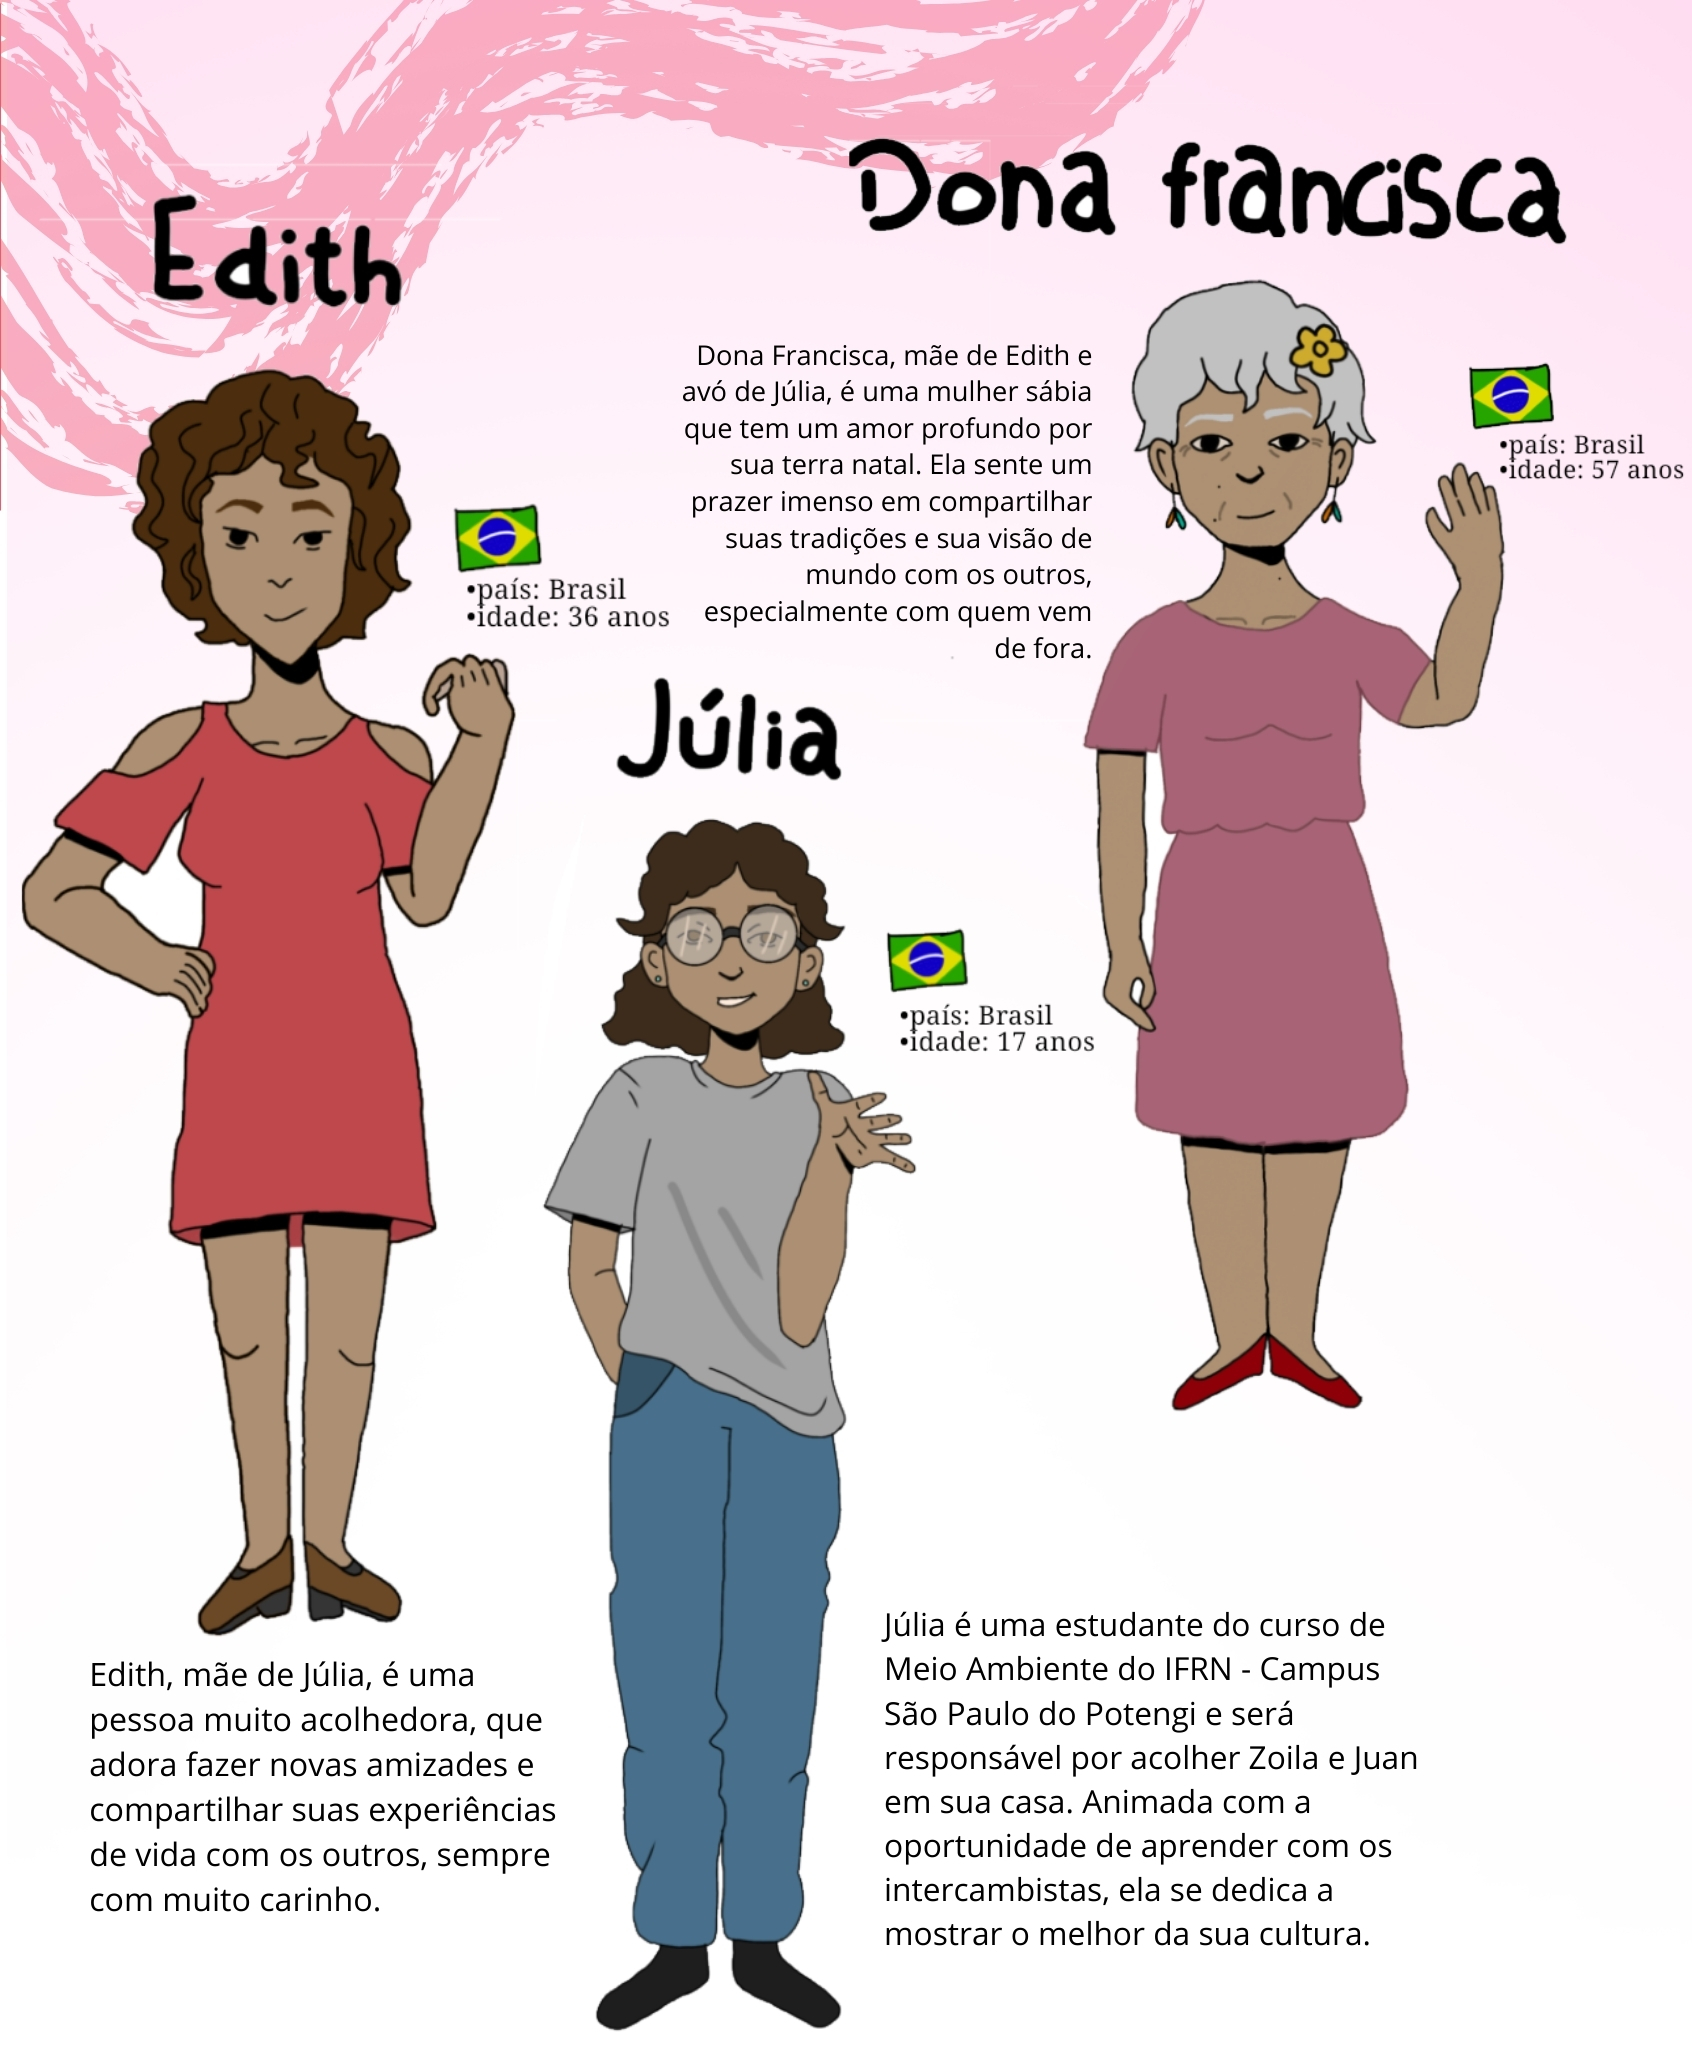 Edith
•país: Brasil
•idade: 36 anos
Edith, mãe de Júlia, é uma
pessoa muito acolhedora, que
adora fazer novas amizades e
compartilhar suas experiências
de vida com os outros, sempre
com muito carinho.
Dona francisca
Dona Francisca, mãe de Edith e
avó de Júlia, é uma mulher sábia
que tem um amor profundo por
sua terra natal. Ela sente um
prazer imenso em compartilhar
suas tradições e sua visão de
mundo com os outros,
especialmente com quem vem
de fora.
•país: Brasil
•idade: 57 anos
Júlia
•país: Brasil
•idade: 17 anos
Júlia é uma estudante do curso de
Meio Ambiente do IFRN - Campus
São Paulo do Potengi e será
responsável por acolher Zoila e Juan
em sua casa. Animada com a
oportunidade de aprender com os
intercambistas, ela se dedica a
mostrar o melhor da sua cultura.